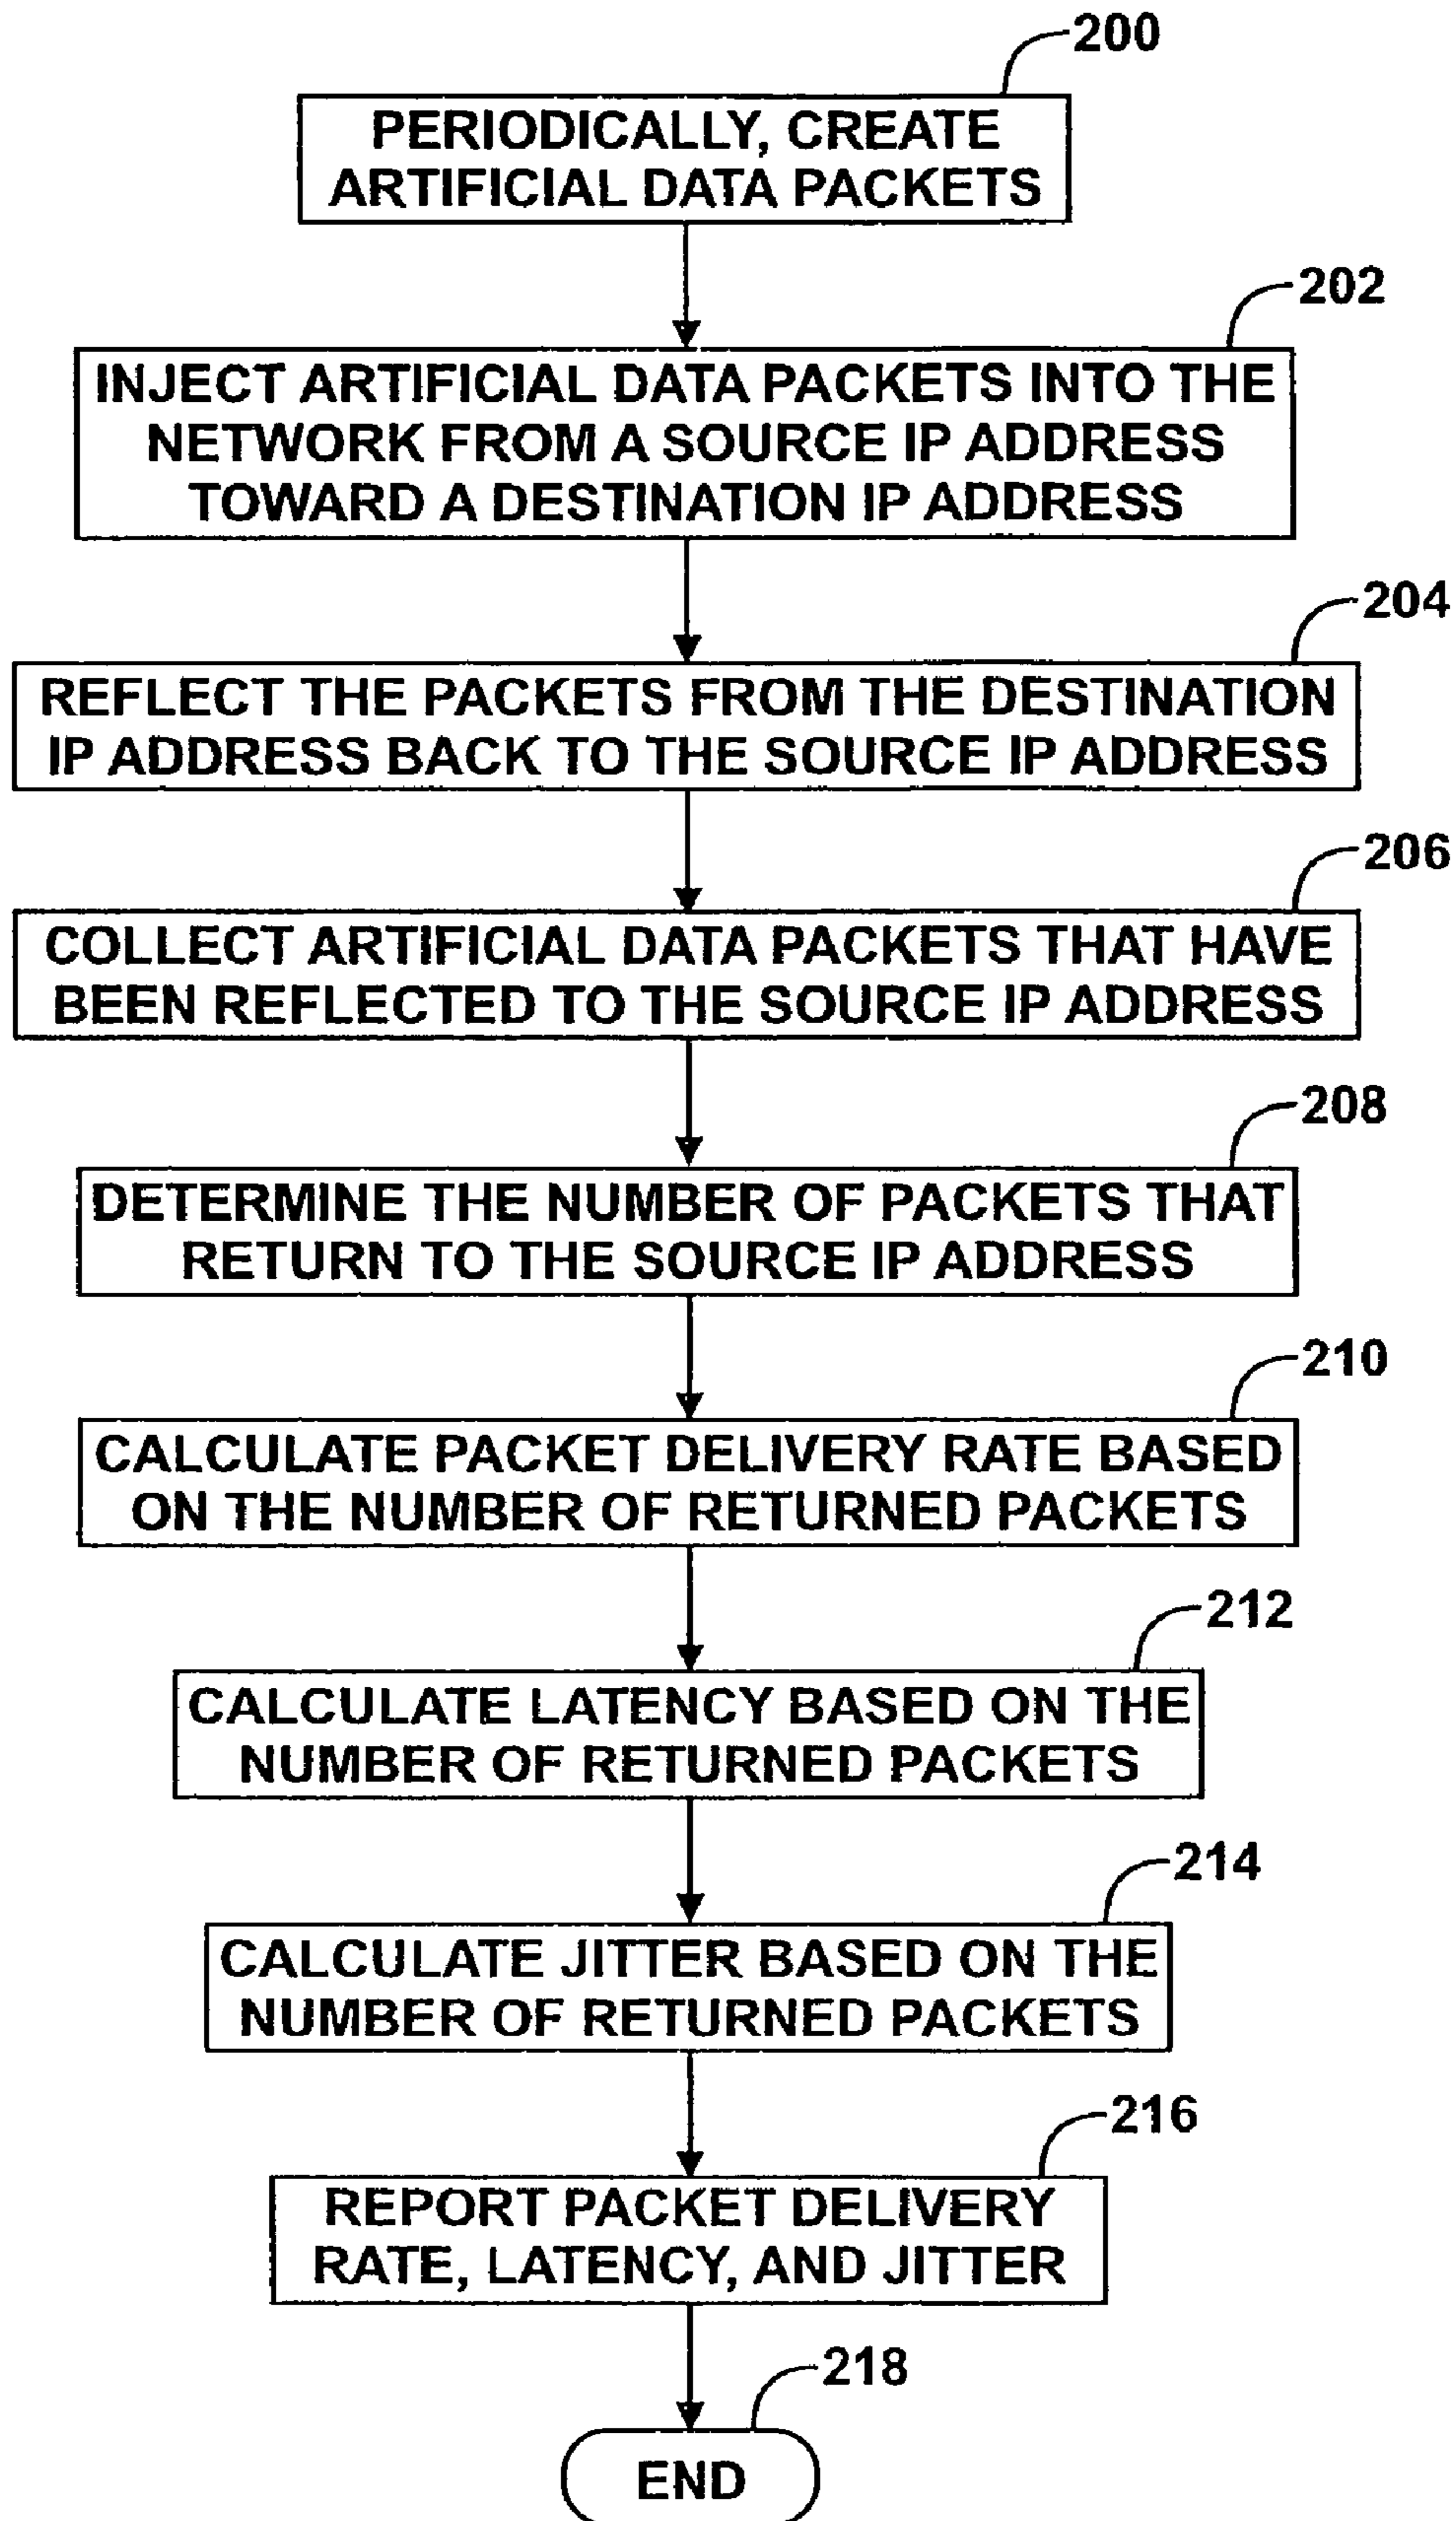 200
PERIODICALLY, CREATE
ARTIFICIAL DATA PACKETS
202
INJECT ARTIFICIAL DATA PACKETS INTO THE
NETWORK FROM A SOURCE IP ADDRESS
TOWARD A DESTINATION IP ADDRESS
204
REFLECT THE PACKETS FROM THE DESTINATION
IP ADDRESS BACK TO THE SOURCE IP ADDRESS
206
COLLECT ARTIFICIAL DATA PACKETS THAT HAVE
BEEN REFLECTED TO THE SOURCE IP ADDRESS
208
DETERMINE THE NUMBER OF PACKETS THAT
RETURN TO THE SOURCE IP ADDRESS
210
CALCULATE PACKET DELIVERY RATE BASED
ON THE NUMBER OF RETURNED PACKETS
212
CALCULATE LATENCY BASED ON THE
NUMBER OF RETURNED PACKETS
214
CALCULATE JITTER BASED ON THE
NUMBER OF RETURNED PACKETS
216
REPORT PACKET DELIVERY
RATE, LATENCY, AND JITTER
218
END